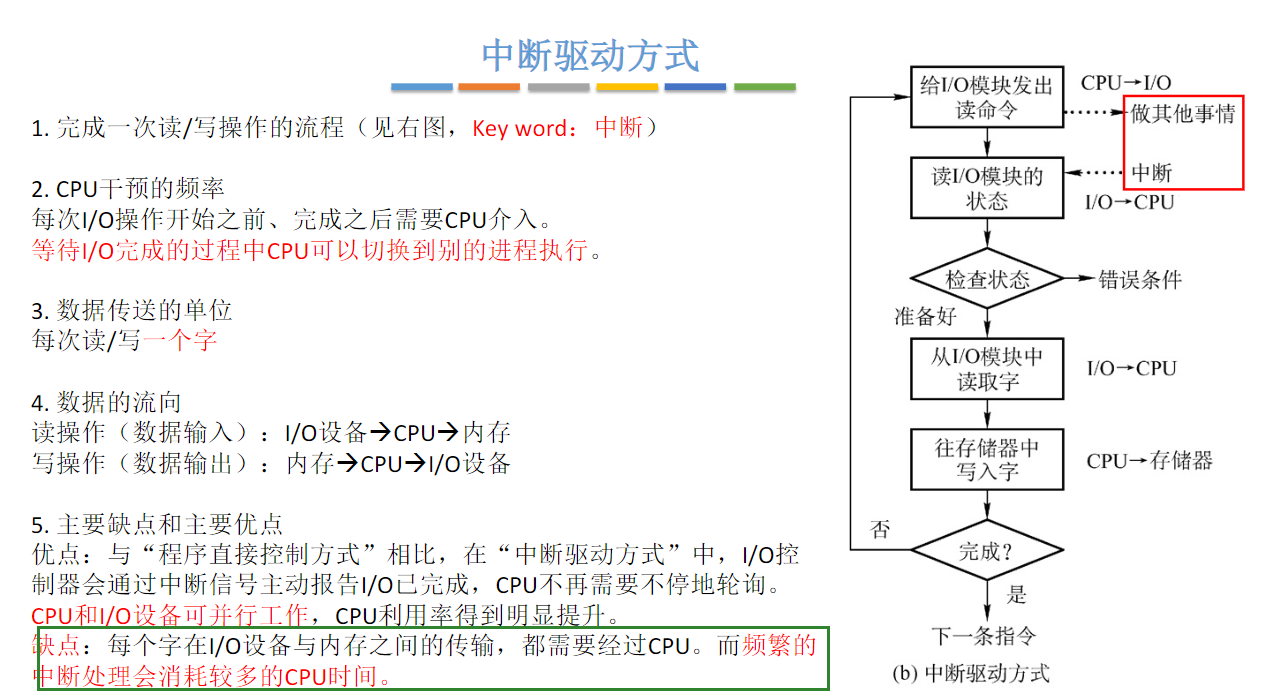 中断驱动方式
1. 完成一次读/写操作的流程（见右图，Key word：中断）
2. CPU干预的频率
每次I/O操作开始之前、完成之后需要CPU介入。
等待I/O完成的过程中CPU可以切换到别的进程执行。
3. 数据传送的单位
每次读/写一个字
4. 数据的流向
读操作（数据输入）：I/O设备→CPU→内存
写操作（数据输出）：内存→CPU→I/O设备
5. 主要缺点和主要优点
优点：与“程序直接控制方式”相比，在“中断驱动方式”中，I/O控
制器会通过中断信号主动报告I/O已完成，CPU不再需要不停地轮询。
CPU和I/O设备可并行工作，CPU利用率得到明显提升。
缺点：每个字在I/O设备与内存之间的传输，都需要经过CPU。而频繁的
中断处理会消耗较多的CPU时间。
给I/O模块发出
读命令
CPU→I/O
做其他事情
读I/O模块的
状态
中断
I/O→CPU
检查状态
错误条件
准备好
从I/O模块中
读取字
I/O→CPU
往存储器中
写入字
CPU→存储器
否
完成？
是
下一条指令
(b) 中断驱动方式